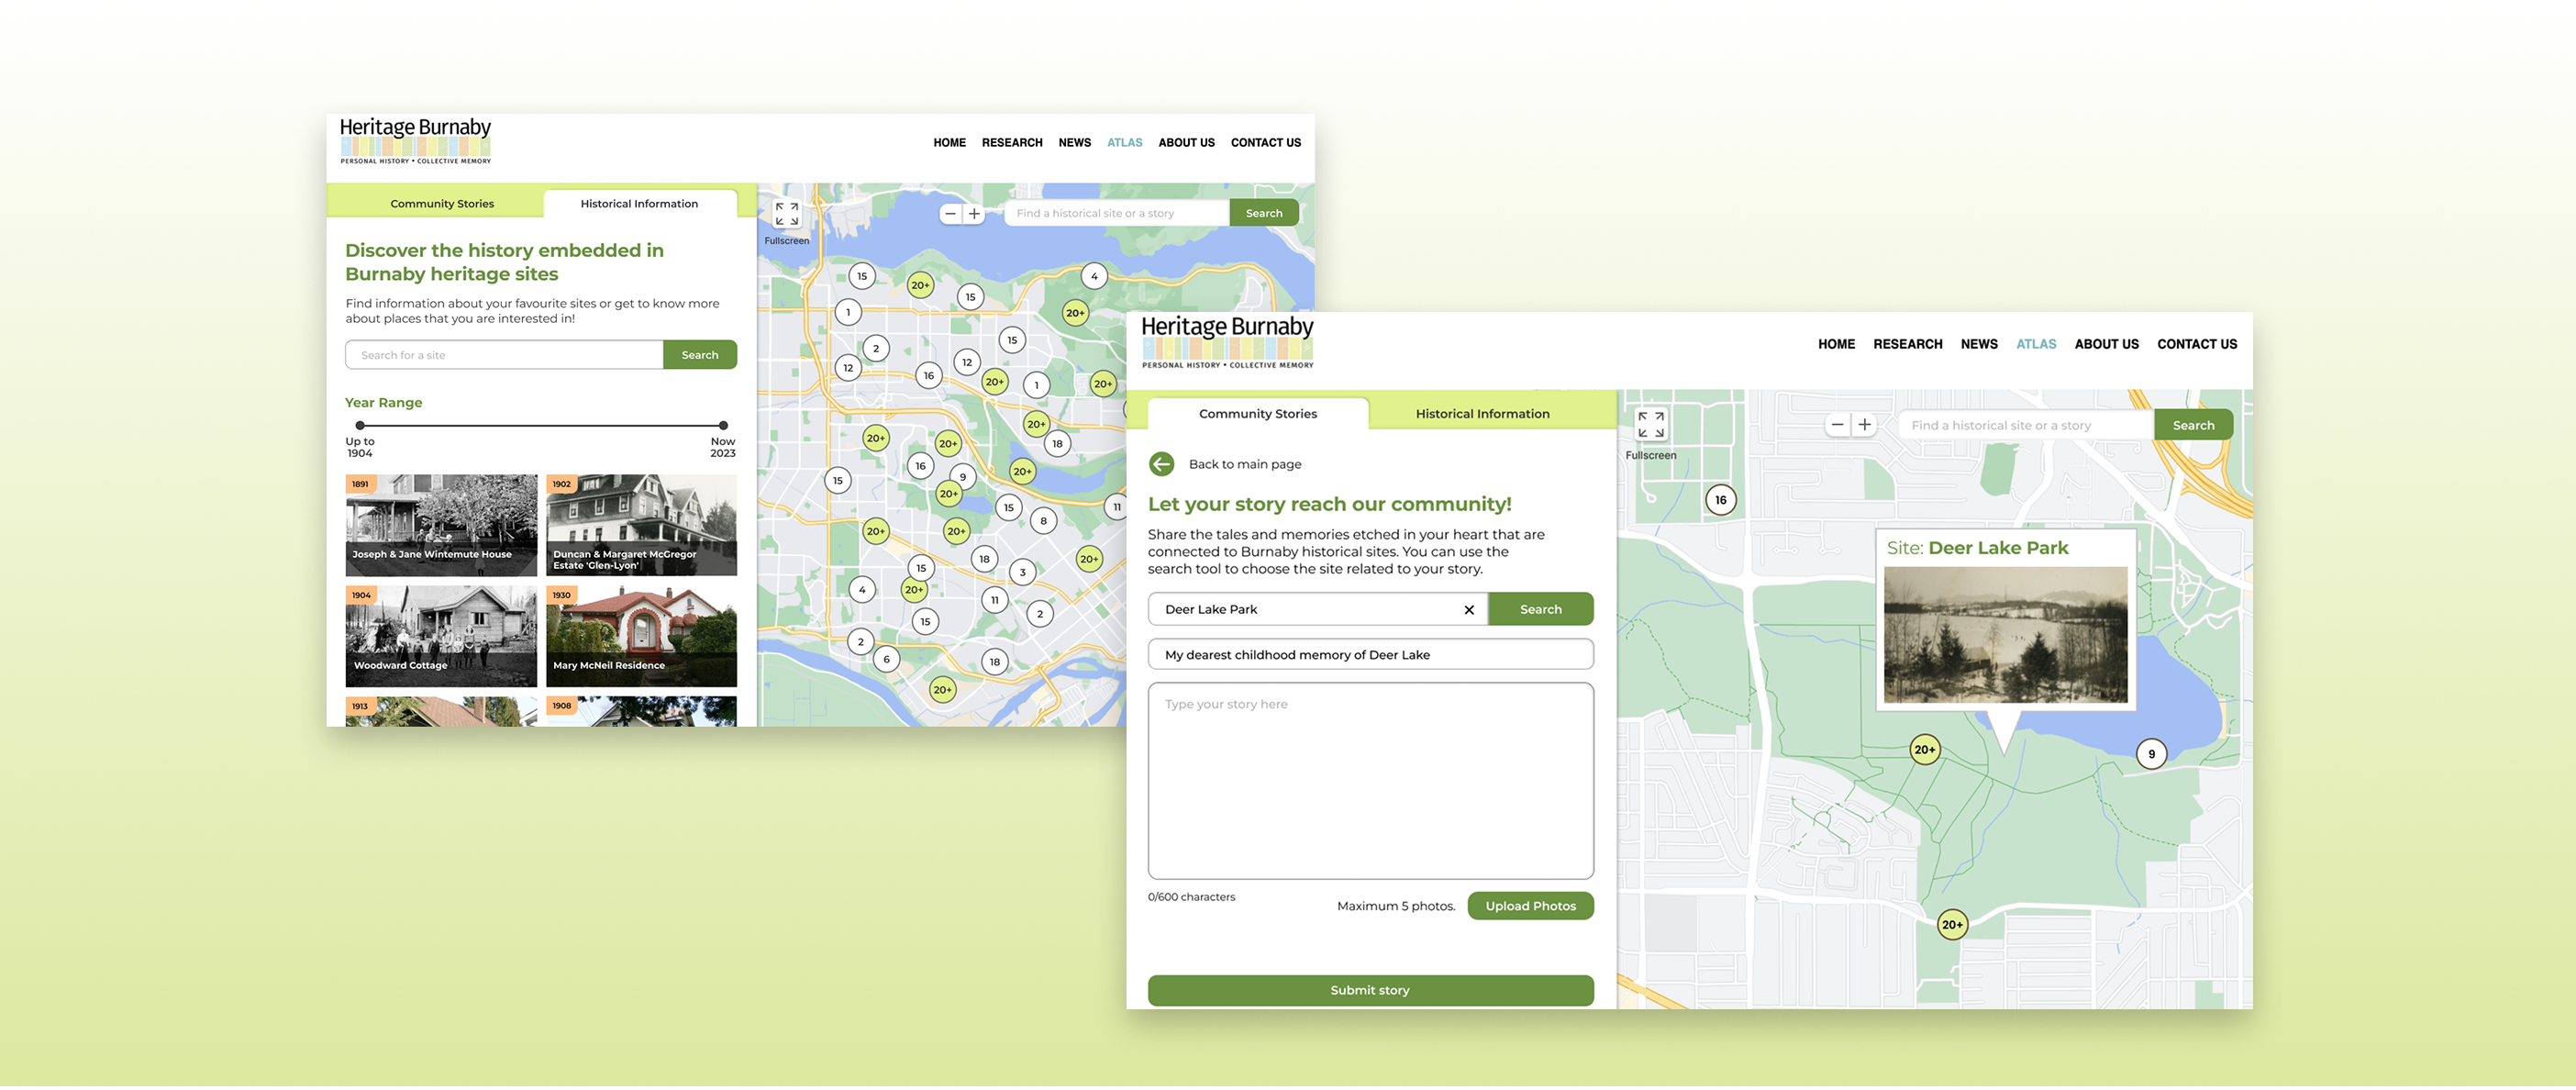 Heritage Burnaby
PERSONAL HISTORY • COLLECTIVE MEMORY
HOME RESEARCH NEWS ATLAS ABOUT US CONTACT US
Community Stories
Historical Information
Discover the history embedded in
Burnaby heritage sites
Find information about your favourite sites or get to know more
about places that you are interested in!
Search for a site
Search
Year Range
Up to
1904
Now
2023
1891
Joseph & Jane Wintemute House
1902
Duncan & Margaret McGregor
Estate 'Glen-Lyon'
1904
Woodward Cottage
1930
Mary McNeil Residence
1913
1908
Fullscreen
− +
Find a historical site or a story
Search
15
20+
15
4
1
20+
15
2
12
12
16
20+
1
20+
20+
20+
20+
18
16
20+
15
9
20+
15
11
8
20+
20+
18
20+
15
3
4
20+
11
2
15
2
6
18
20+
Heritage Burnaby
PERSONAL HISTORY • COLLECTIVE MEMORY
HOME RESEARCH NEWS ATLAS ABOUT US CONTACT US
Community Stories
Historical Information
Back to main page
Let your story reach our community!
Share the tales and memories etched in your heart that are
connected to Burnaby historical sites. You can use the
search tool to choose the site related to your story.
Deer Lake Park
Search
My dearest childhood memory of Deer Lake
Type your story here
0/600 characters
Maximum 5 photos.
Upload Photos
Submit story
Fullscreen
− +
Find a historical site or a story
Search
16
Site: Deer Lake Park
20+
9
20+